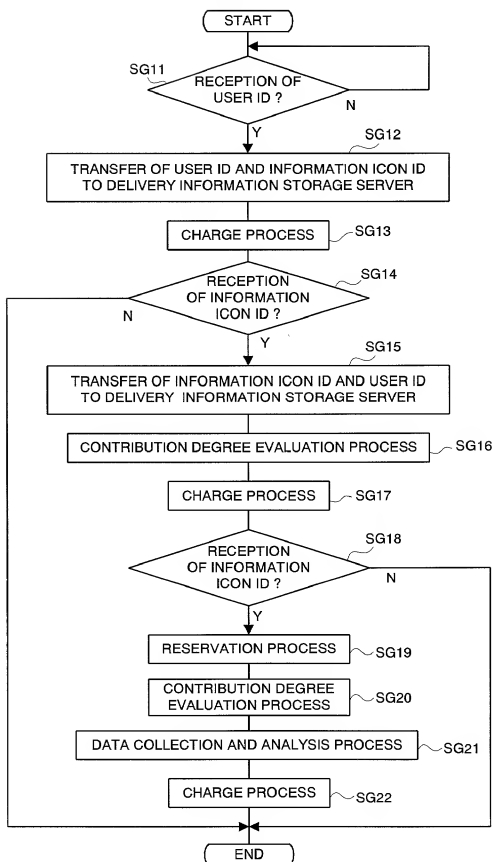 START
SG11
RECEPTION OF
USER ID ?
N
Y
SG12
TRANSFER OF USER ID AND INFORMATION ICON ID
TO DELIVERY INFORMATION STORAGE SERVER
CHARGE PROCESS
SG13
SG14
RECEPTION
OF INFORMATION
ICON ID ?
N
Y
SG15
TRANSFER OF INFORMATION ICON ID AND USER ID
TO DELIVERY INFORMATION STORAGE SERVER
CONTRIBUTION DEGREE EVALUATION PROCESS
SG16
CHARGE PROCESS
SG17
SG18
RECEPTION
OF INFORMATION
ICON ID ?
N
Y
RESERVATION PROCESS
SG19
CONTRIBUTION DEGREE
EVALUATION PROCESS
SG20
DATA COLLECTION AND ANALYSIS PROCESS
SG21
CHARGE PROCESS
SG22
END